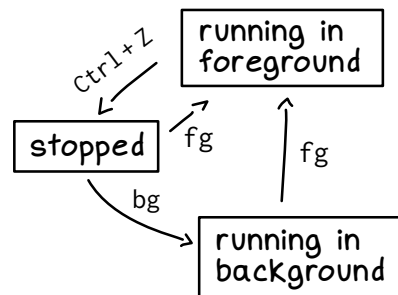 running in
foreground
Ctrl + Z
stopped
fg
fg
bg
running in
background